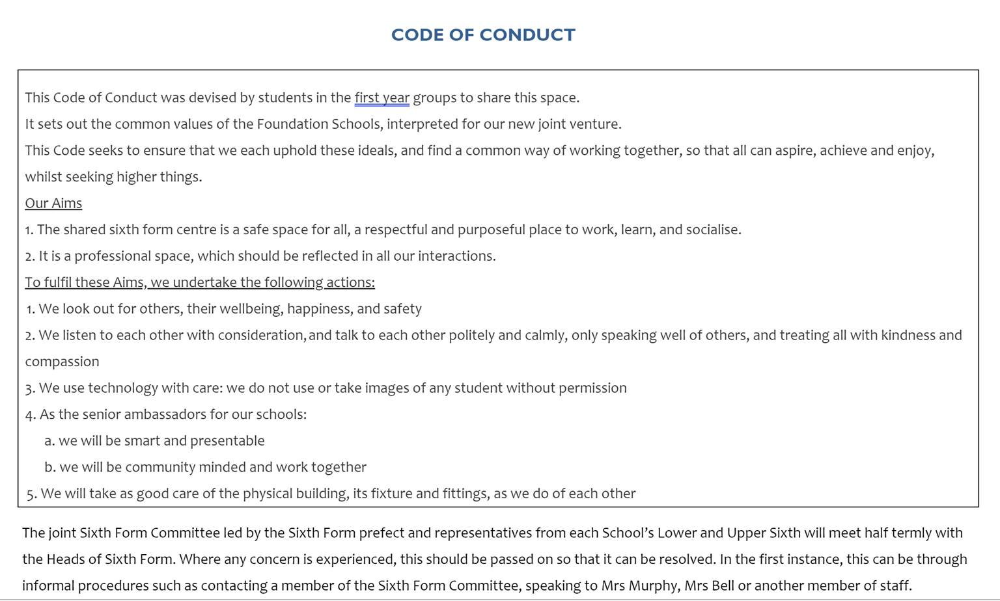 CODE OF CONDUCT
This Code of Conduct was devised by students in the first year groups to share this space.
It sets out the common values of the Foundation Schools, interpreted for our new joint venture.
This Code seeks to ensure that we each uphold these ideals, and find a common way of working together, so that all can aspire, achieve and enjoy,
whilst seeking higher things.
Our Aims
1. The shared sixth form centre is a safe space for all, a respectful and purposeful place to work, learn, and socialise.
2. It is a professional space, which should be reflected in all our interactions.
To fulfil these Aims, we undertake the following actions:
1. We look out for others, their wellbeing, happiness, and safety
2. We listen to each other with consideration, and talk to each other politely and calmly, only speaking well of others, and treating all with kindness and
compassion
3. We use technology with care: we do not use or take images of any student without permission
4. As the senior ambassadors for our schools:
a. we will be smart and presentable
b. we will be community minded and work together
5. We will take as good care of the physical building, its fixture and fittings, as we do of each other
The joint Sixth Form Committee led by the Sixth Form prefect and representatives from each School’s Lower and Upper Sixth will meet half termly with
the Heads of Sixth Form. Where any concern is experienced, this should be passed on so that it can be resolved. In the first instance, this can be through
informal procedures such as contacting a member of the Sixth Form Committee, speaking to Mrs Murphy, Mrs Bell or another member of staff.